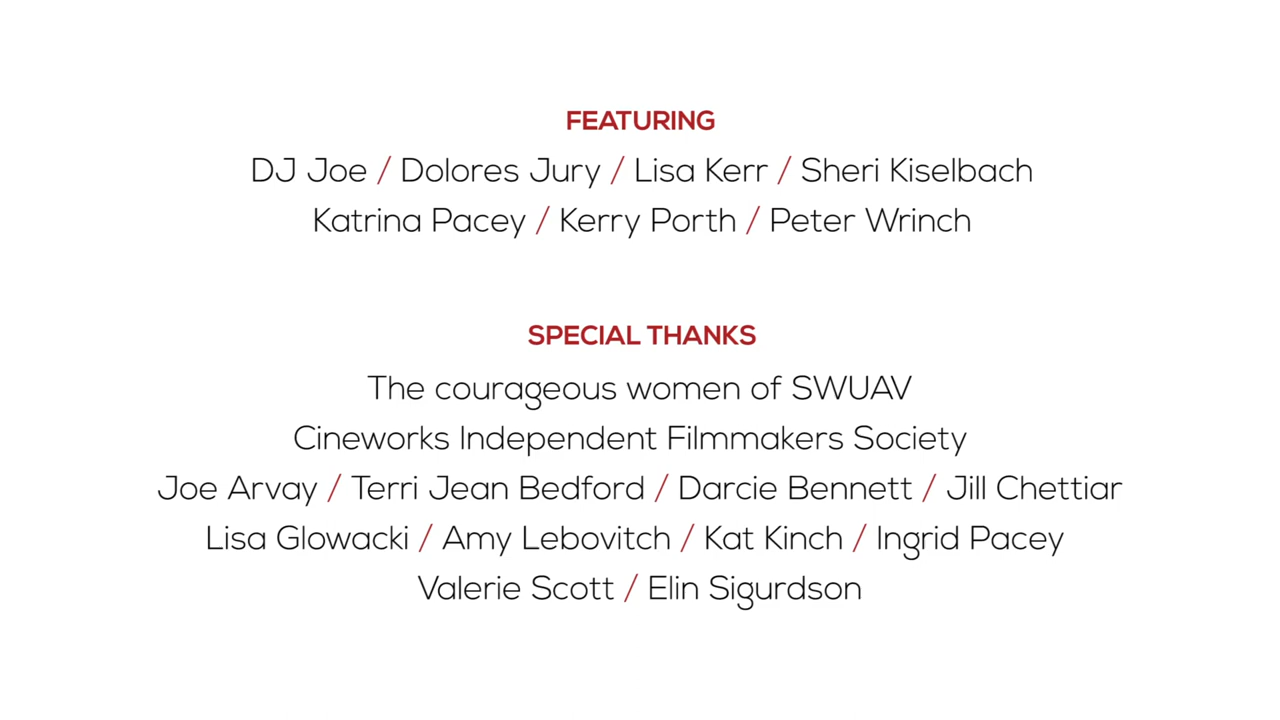 FEATURING
DJ Joe / Dolores Jury / Lisa Kerr / Sheri Kiselbach
Katrina Pacey / Kerry Porth / Peter Wrinch
SPECIAL THANKS
The courageous women of SWUAV
Cineworks Independent Filmmakers Society
Joe Arvay / Terri Jean Bedford / Darcie Bennett / Jill Chettiar
Lisa Glowacki / Amy Lebovitch / Kat Kinch / Ingrid Pacey
Valerie Scott / Elin Sigurdson